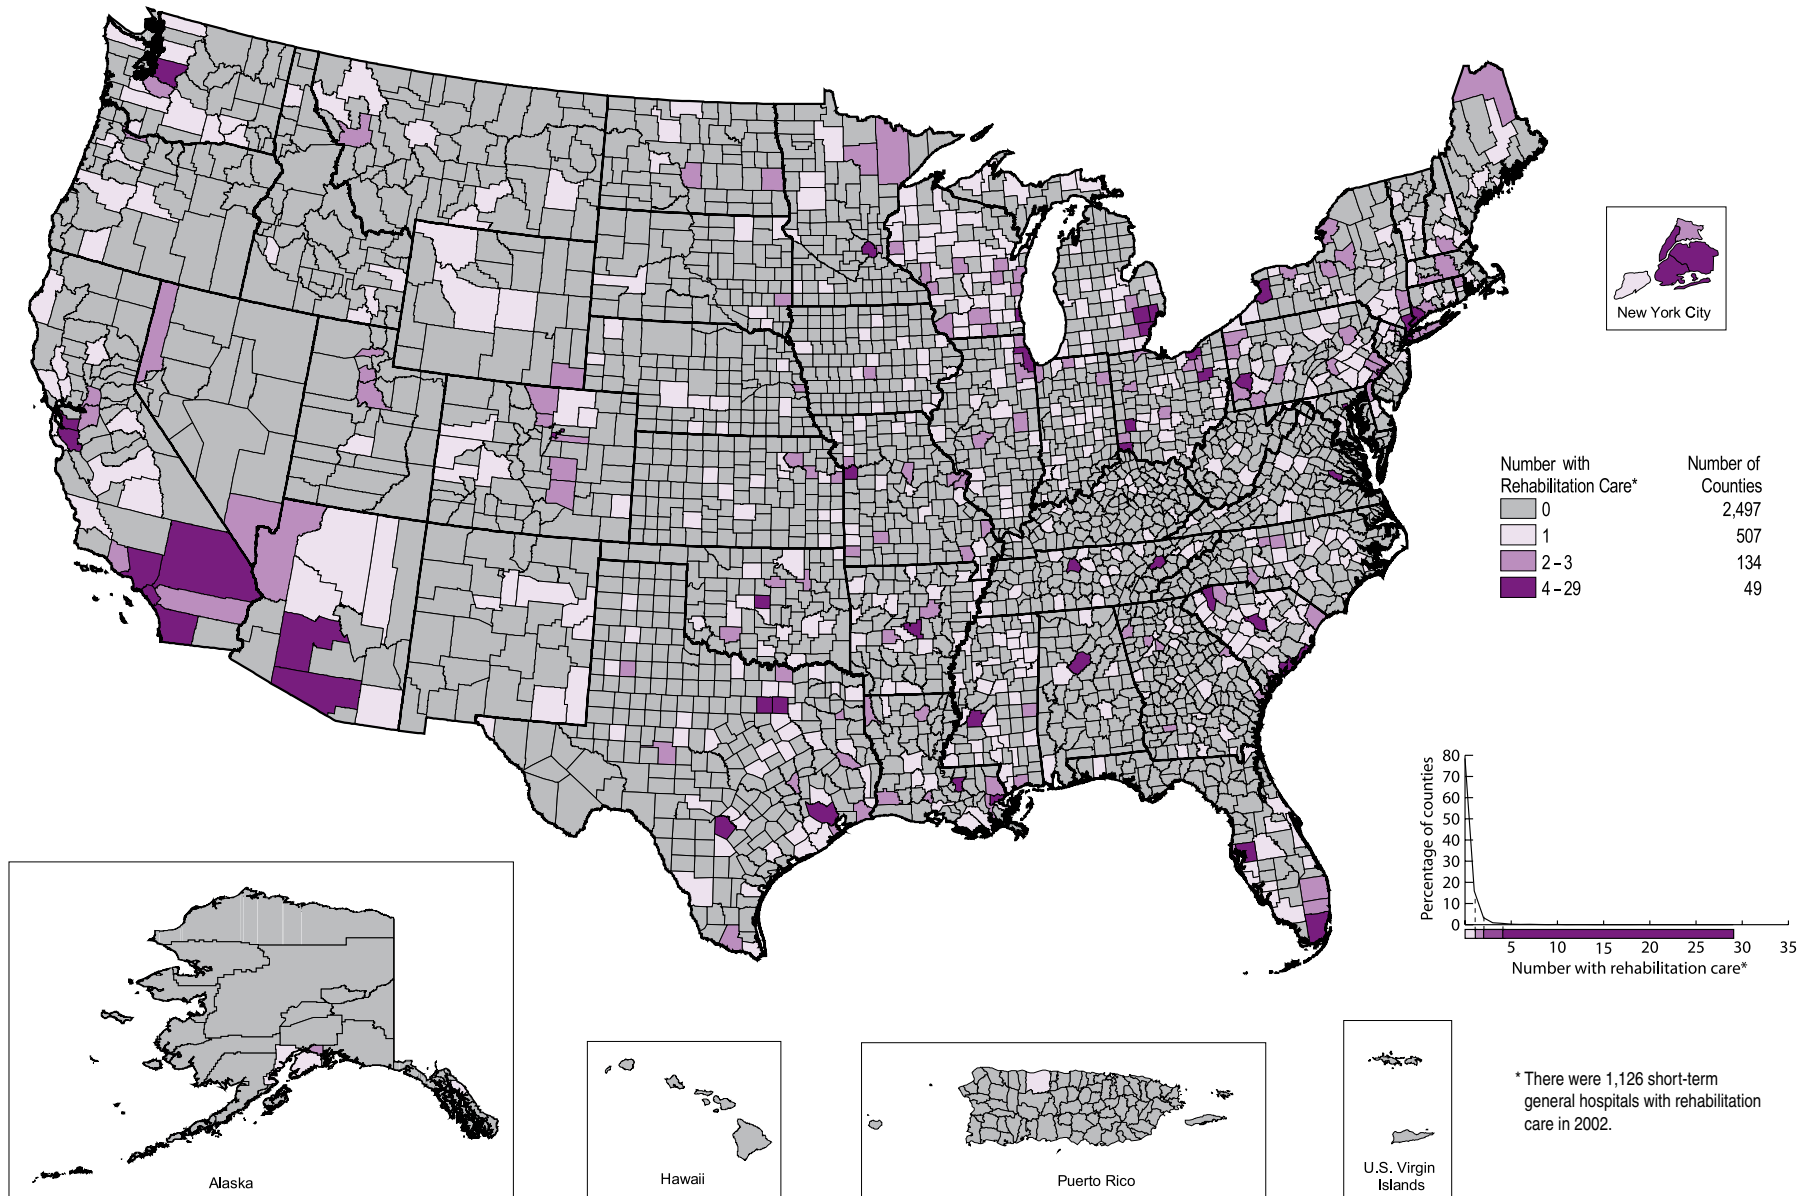 New York City
Number with
Rehabilitation Care*
Number of
Counties
0 2,497
1 507
2–3 134
4–29 49
Percentage of counties
80
70
60
50
40
30
20
10
0
5 10 15 20 25 30 35
Number with rehabilitation care*
* There were 1,126 short-term
general hospitals with rehabilitation
care in 2002.
Alaska
Hawaii
Puerto Rico
U.S. Virgin
Islands